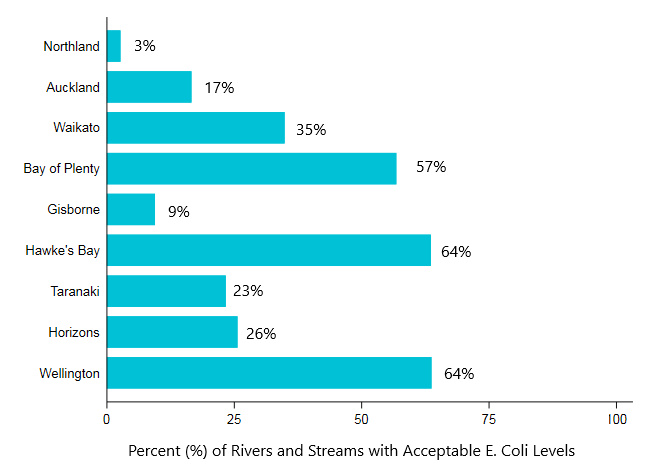 Northland 3%
Auckland 17%
Waikato 35%
Bay of Plenty 57%
Gisborne 9%
Hawke's Bay 64%
Taranaki 23%
Horizons 26%
Wellington 64%
0 25 50 75 100
Percent (%) of Rivers and Streams with Acceptable E. Coli Levels